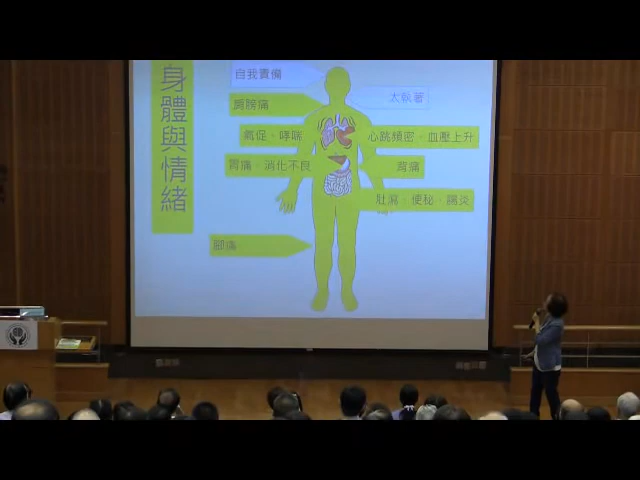 身體與情緒
自我責備
太執著
肩膀痛
氣促、哮喘
心跳頻密、血壓上升
胃痛、消化不良
背痛
肚瀉、便秘、腸炎
腳痛